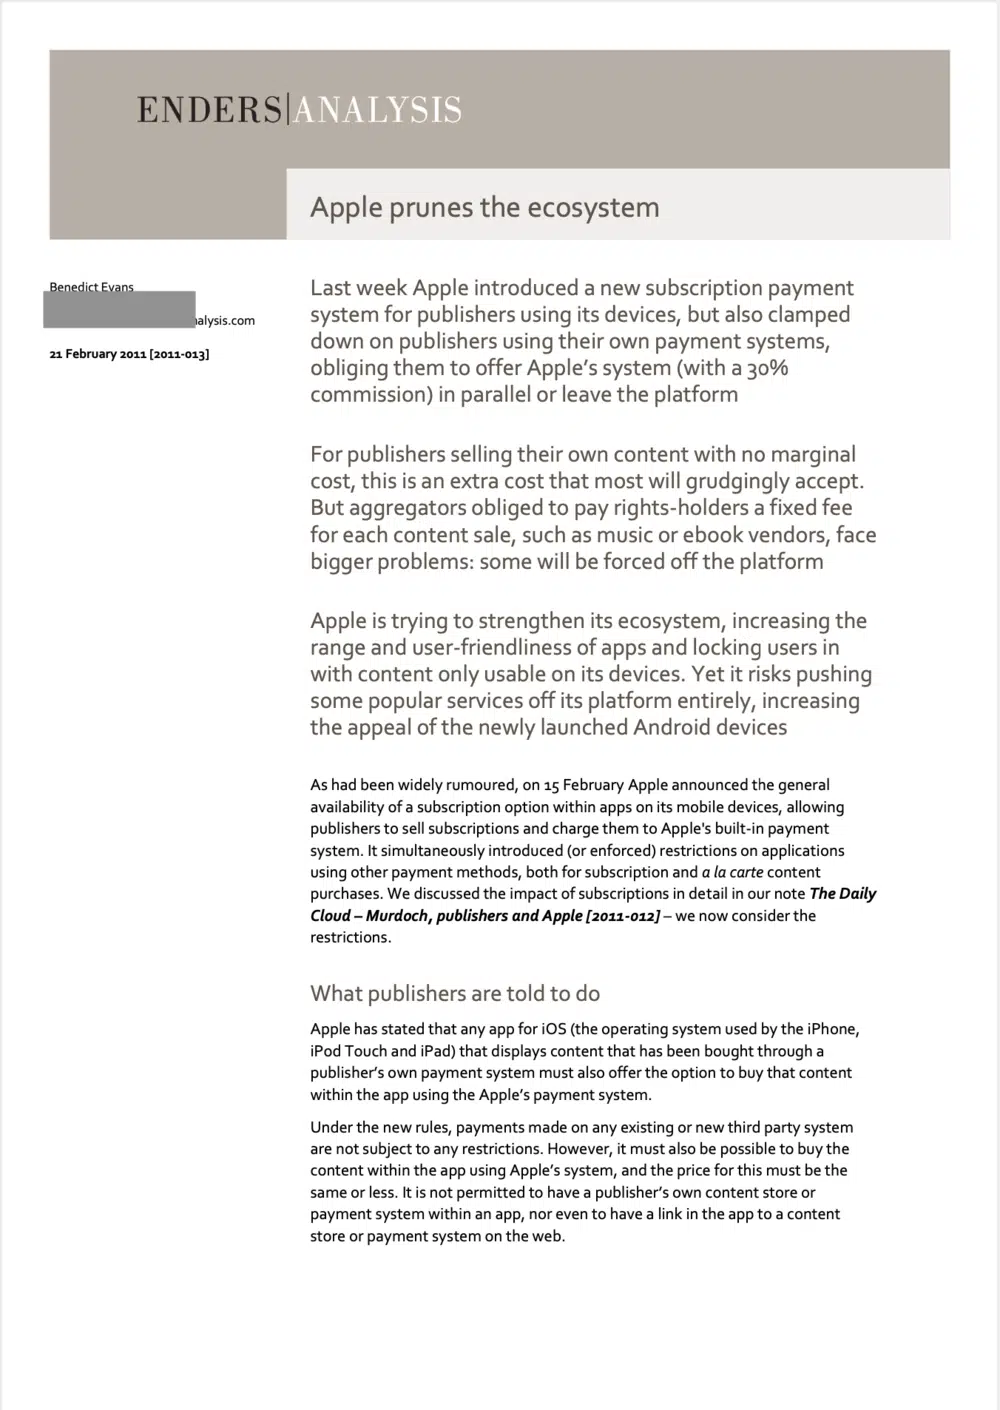 ENDERS|ANALYSIS
Apple prunes the ecosystem
Benedict Evans
alysis.com
21 February 2011 [2011-013]
Last week Apple introduced a new subscription payment
system for publishers using its devices, but also clamped
down on publishers using their own payment systems,
obliging them to offer Apple’s system (with a 30%
commission) in parallel or leave the platform
For publishers selling their own content with no marginal
cost, this is an extra cost that most will grudgingly accept.
But aggregators obliged to pay rights-holders a fixed fee
for each content sale, such as music or ebook vendors, face
bigger problems: some will be forced off the platform
Apple is trying to strengthen its ecosystem, increasing the
range and user-friendliness of apps and locking users in
with content only usable on its devices. Yet it risks pushing
some popular services off its platform entirely, increasing
the appeal of the newly launched Android devices
As had been widely rumoured, on 15 February Apple announced the general
availability of a subscription option within apps on its mobile devices, allowing
publishers to sell subscriptions and charge them to Apple's built-in payment
system. It simultaneously introduced (or enforced) restrictions on applications
using other payment methods, both for subscription and a la carte content
purchases. We discussed the impact of subscriptions in detail in our note The Daily
Cloud – Murdoch, publishers and Apple [2011-012] – we now consider the
restrictions.
What publishers are told to do
Apple has stated that any app for iOS (the operating system used by the iPhone,
iPod Touch and iPad) that displays content that has been bought through a
publisher’s own payment system must also offer the option to buy that content
within the app using the Apple’s payment system.
Under the new rules, payments made on any existing or new third party system
are not subject to any restrictions. However, it must also be possible to buy the
content within the app using Apple’s system, and the price for this must be the
same or less. It is not permitted to have a publisher’s own content store or
payment system within an app, nor even to have a link in the app to a content
store or payment system on the web.